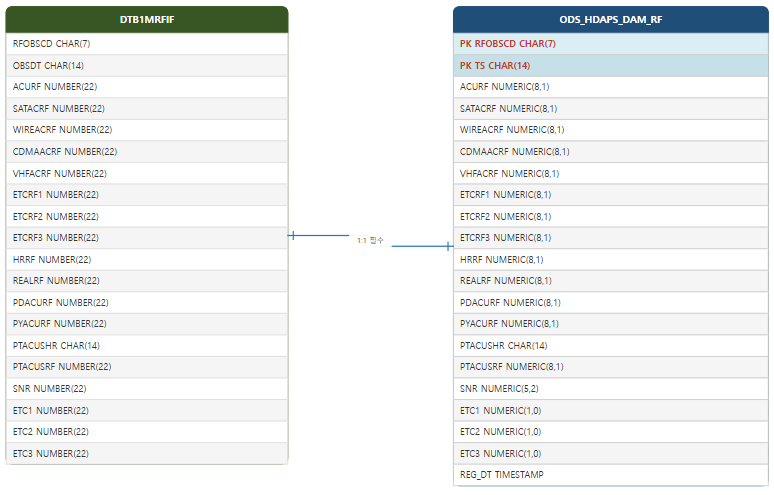 DTB1MRFIF
RFOBSCD CHAR(7)
OBSDT CHAR(14)
ACURF NUMBER(22)
SATACRF NUMBER(22)
WIREACRF NUMBER(22)
CDMAACRF NUMBER(22)
VHFACRF NUMBER(22)
ETCRF1 NUMBER(22)
ETCRF2 NUMBER(22)
ETCRF3 NUMBER(22)
HRRF NUMBER(22)
REALRF NUMBER(22)
PDACURF NUMBER(22)
PYACURF NUMBER(22)
PTACUSHR CHAR(14)
PTACUSRF NUMBER(22)
SNR NUMBER(22)
ETC1 NUMBER(22)
ETC2 NUMBER(22)
ETC3 NUMBER(22)
1:1 필수
ODS_HDAPS_DAM_RF
PK RFOBSCD CHAR(7)
PK TS CHAR(14)
ACURF NUMERIC(8,1)
SATACRF NUMERIC(8,1)
WIREACRF NUMERIC(8,1)
CDMAACRF NUMERIC(8,1)
VHFACRF NUMERIC(8,1)
ETCRF1 NUMERIC(8,1)
ETCRF2 NUMERIC(8,1)
ETCRF3 NUMERIC(8,1)
HRRF NUMERIC(8,1)
REALRF NUMERIC(8,1)
PDACURF NUMERIC(8,1)
PYACURF NUMERIC(8,1)
PTACUSHR CHAR(14)
PTACUSRF NUMERIC(8,1)
SNR NUMERIC(5,2)
ETC1 NUMERIC(1,0)
ETC2 NUMERIC(1,0)
ETC3 NUMERIC(1,0)
REG_DT TIMESTAMP